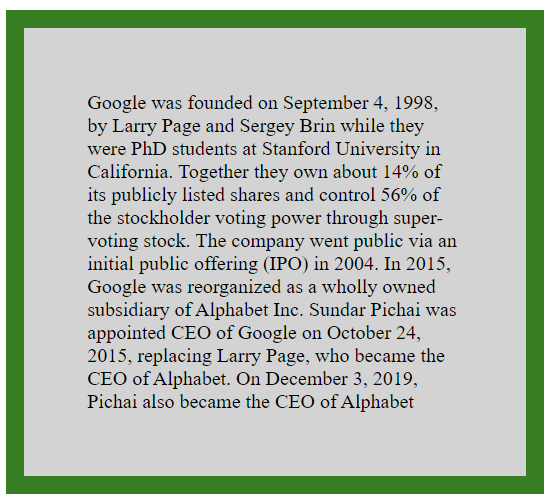 Google was founded on September 4, 1998,
by Larry Page and Sergey Brin while they
were PhD students at Stanford University in
California. Together they own about 14% of
its publicly listed shares and control 56% of
the stockholder voting power through super-
voting stock. The company went public via an
initial public offering (IPO) in 2004. In 2015,
Google was reorganized as a wholly owned
subsidiary of Alphabet Inc. Sundar Pichai was
appointed CEO of Google on October 24,
2015, replacing Larry Page, who became the
CEO of Alphabet. On December 3, 2019,
Pichai also became the CEO of Alphabet